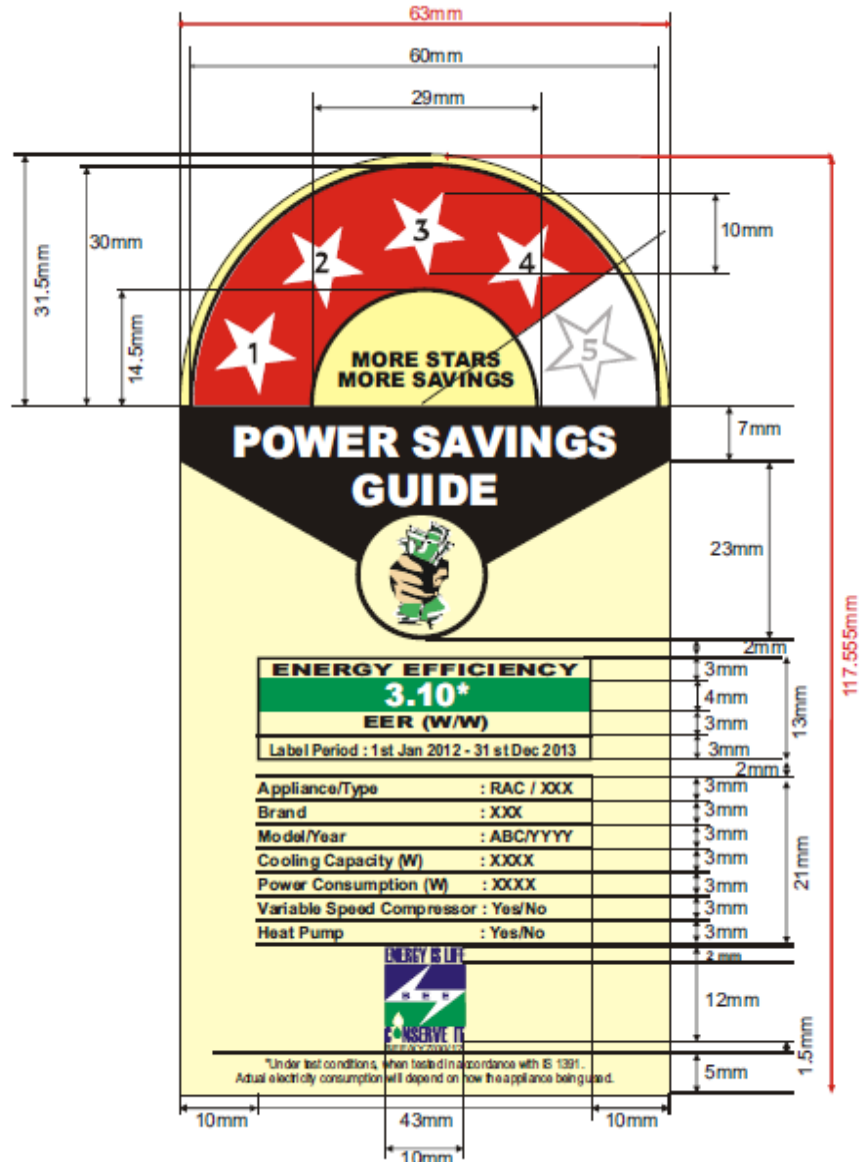 63mm
60mm
29mm
31.5mm
30mm
14.5mm
10mm
1
2
3
4
5
MORE STARS
MORE SAVINGS
POWER SAVINGS
GUIDE
7mm
23mm
117.555mm
2mm
ENERGY EFFICIENCY
3.10*
EER (W/W)
Label Period : 1st Jan 2012 - 31 st Dec 2013
3mm
4mm
3mm
3mm
13mm
2mm
Appliance/Type : RAC / XXX
Brand : XXX
Model/Year : ABC/YYYY
Cooling Capacity (W) : XXXX
Power Consumption (W) : XXXX
Variable Speed Compressor : Yes/No
Heat Pump : Yes/No
3mm
3mm
3mm
3mm
3mm
3mm
3mm
21mm
2 mm
ENERGY IS LIFE
B E E
CONSERVE IT
12mm
1.5mm
*Under test conditions, when tested in accordance with IS 1391.
Actual electricity consumption will depend on how the appliance being used.
5mm
10mm
43mm
10mm
10mm